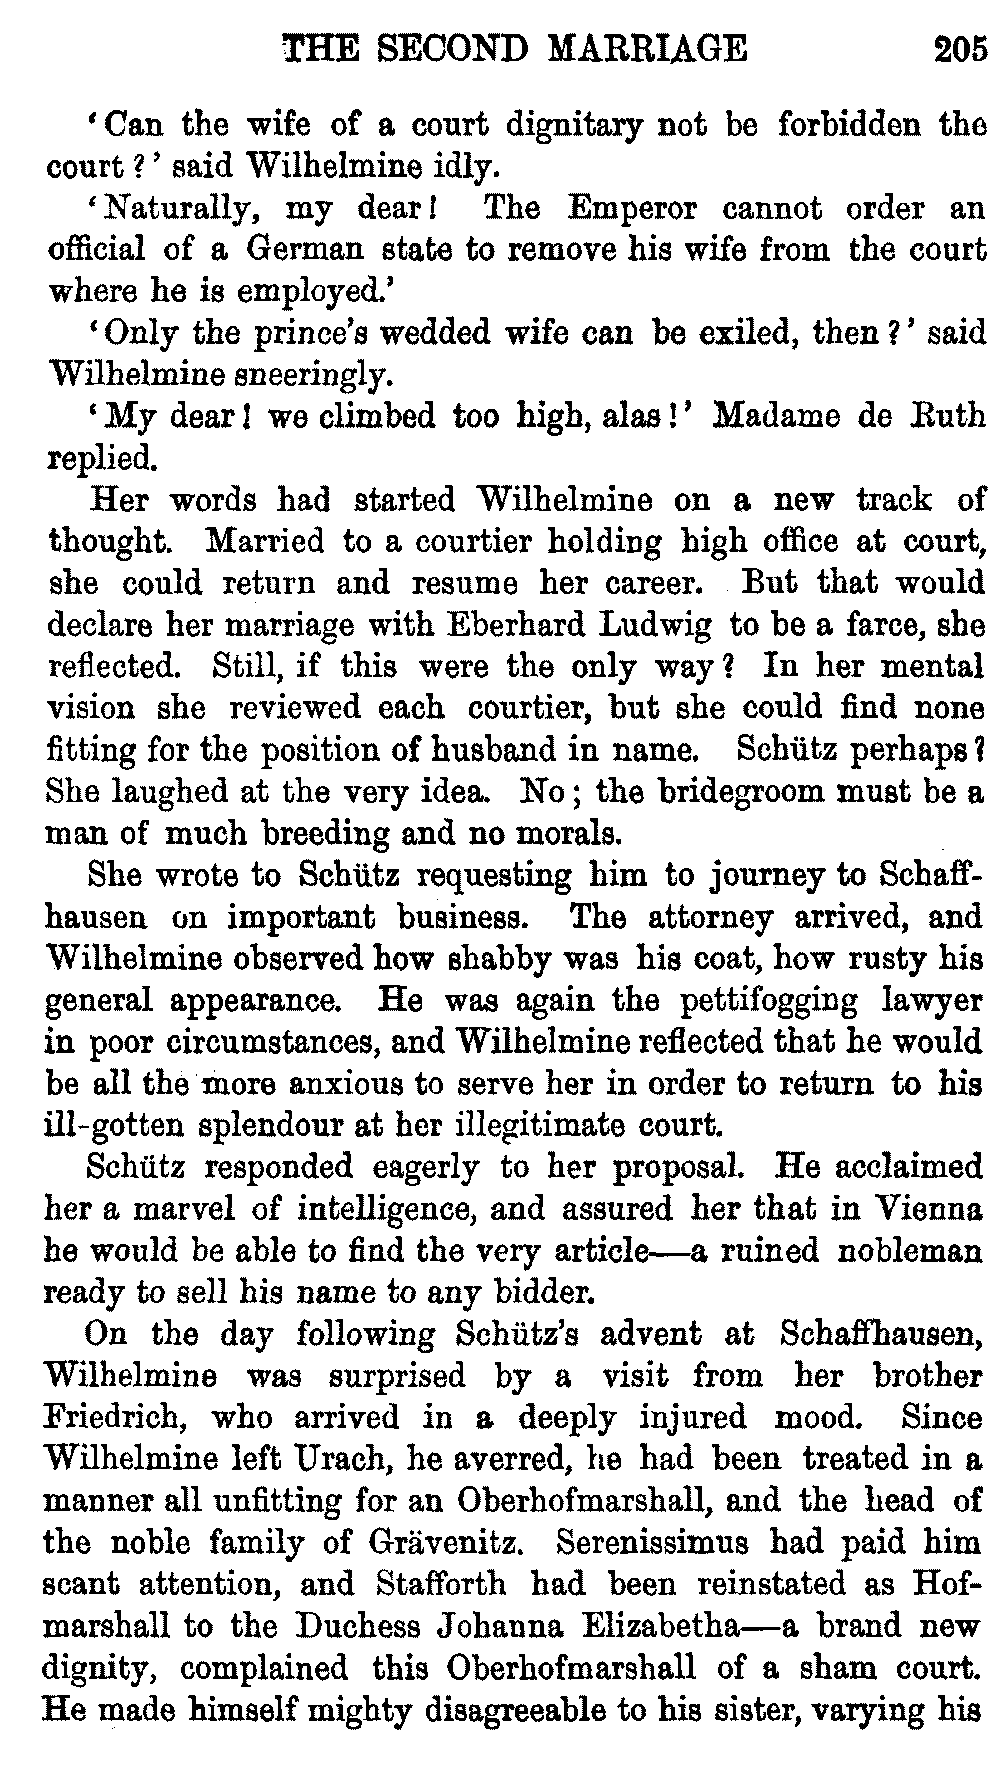 THE SECOND MARRIAGE 205
‘Can the wife of a court dignitary not be forbidden the
court?’ said Wilhelmine idly.
‘Naturally, my dear! The Emperor cannot order an
official of a German state to remove his wife from the court
where he is employed.’
‘Only the prince’s wedded wife can be exiled, then?’ said
Wilhelmine sneeringly.
‘My dear! we climbed too high, alas!’ Madame de Ruth
replied.
Her words had started Wilhelmine on a new track of
thought. Married to a courtier holding high office at court,
she could return and resume her career. But that would
declare her marriage with Eberhard Ludwig to be a farce, she
reflected. Still, if this were the only way? In her mental
vision she reviewed each courtier, but she could find none
fitting for the position of husband in name. Schütz perhaps?
She laughed at the very idea. No; the bridegroom must be a
man of much breeding and no morals.
She wrote to Schütz requesting him to journey to Schaff-
hausen on important business. The attorney arrived, and
Wilhelmine observed how shabby was his coat, how rusty his
general appearance. He was again the pettifogging lawyer
in poor circumstances, and Wilhelmine reflected that he would
be all the more anxious to serve her in order to return to his
ill-gotten splendour at her illegitimate court.
Schütz responded eagerly to her proposal. He acclaimed
her a marvel of intelligence, and assured her that in Vienna
he would be able to find the very article—a ruined nobleman
ready to sell his name to any bidder.
On the day following Schütz’s advent at Schaffhausen,
Wilhelmine was surprised by a visit from her brother
Friedrich, who arrived in a deeply injured mood. Since
Wilhelmine left Urach, he averred, he had been treated in a
manner all unfitting for an Oberhofmarshall, and the head of
the noble family of Grävenitz. Serenissimus had paid him
scant attention, and Stafforth had been reinstated as Hof-
marshall to the Duchess Johanna Elizabetha—a brand new
dignity, complained this Oberhofmarshall of a sham court.
He made himself mighty disagreeable to his sister, varying his